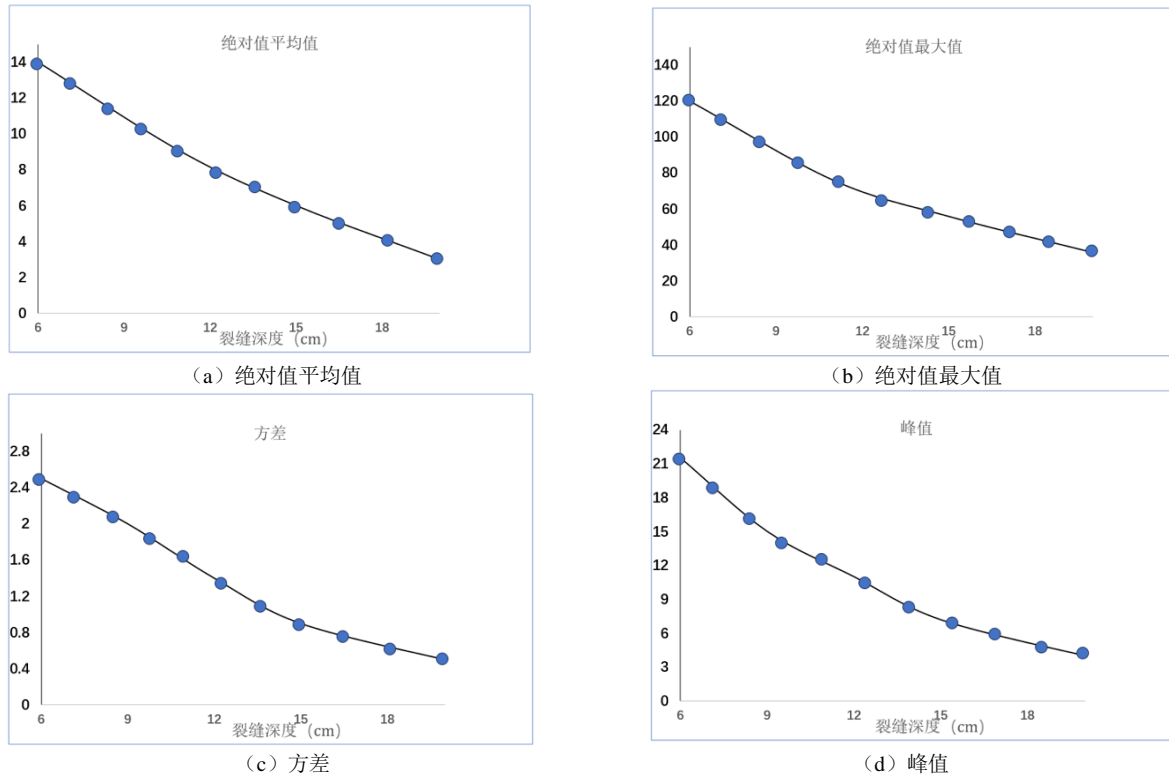 绝对值平均值
14
12
10
8
6
4
2
0
6 9 12 15 18
裂缝深度（cm）
（a）绝对值平均值
绝对值最大值
140
120
100
80
60
40
20
0
6 9 12 15 18
裂缝深度（cm）
（b）绝对值最大值
方差
2.8
2.4
2
1.6
1.2
0.8
0.4
0
6 9 12 15 18
裂缝深度（cm）
（c）方差
峰值
24
21
18
15
12
9
6
3
0
6 9 12 15 18
裂缝深度（cm）
（d）峰值